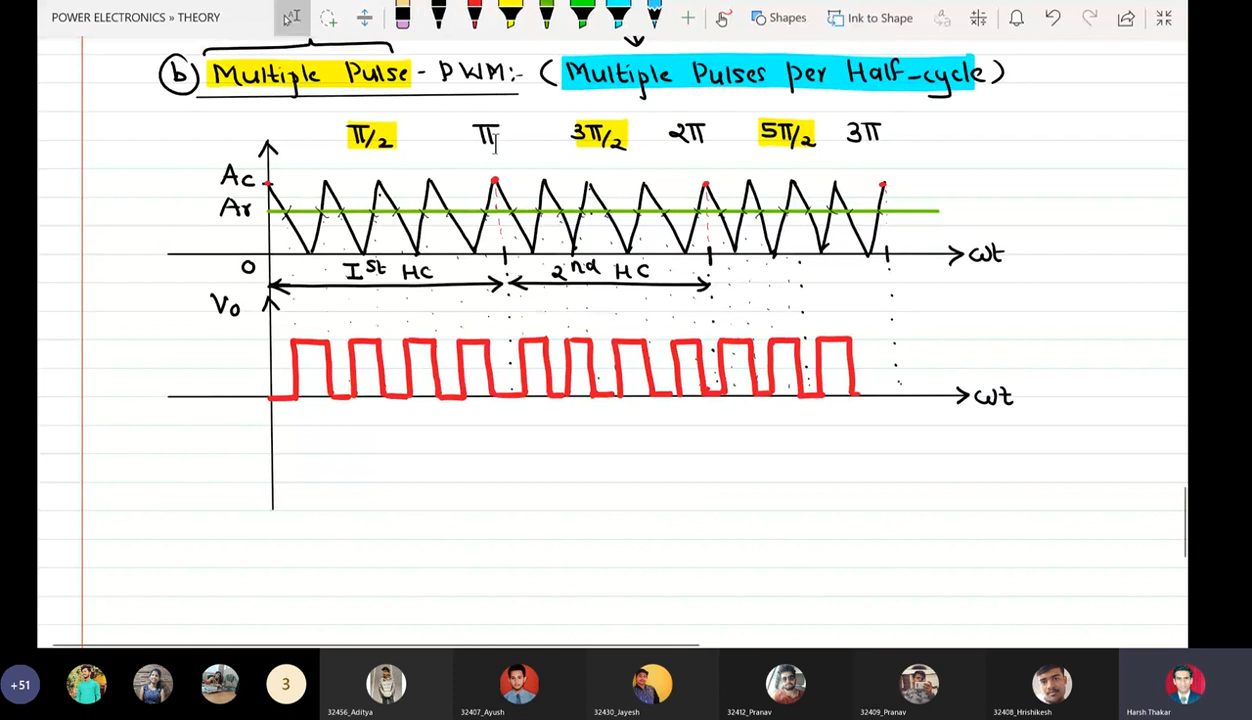 POWER ELECTRONICS » THEORY
Shapes
Ink to Shape
(b) Multiple Pulse - PWM:- (Multiple Pulses per Half-cycle)
π/2 π 3π/2 2π 5π/2 3π
Ac
Ar
0
ωt
Ist HC 2nd HC
Vo
ωt
+51
3
32456_Aditya
32407_Ayush
32430_Jayesh
32412_Pranav
32409_Pranav
32408_Hrishikesh
Harsh Thakar